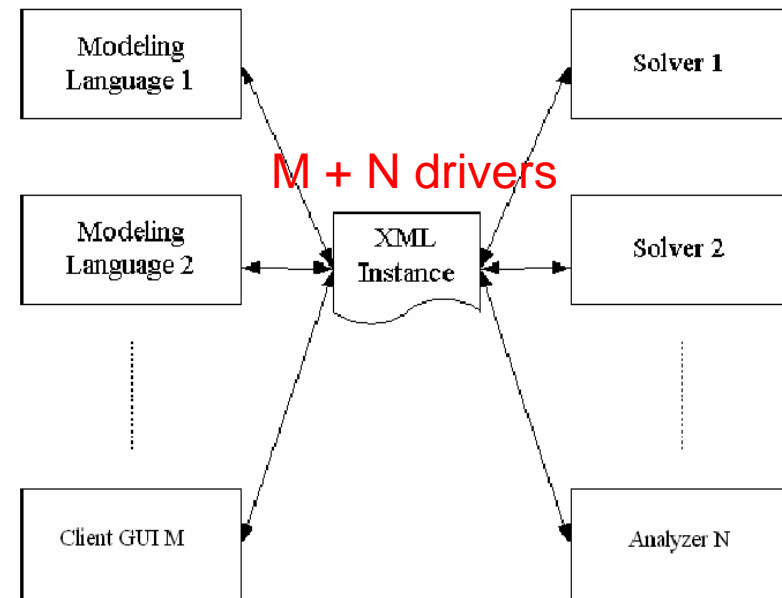 Modeling
Language 1
Solver 1
M + N drivers
Modeling
Language 2
XML
Instance
Solver 2
Client GUI M
Analyzer N